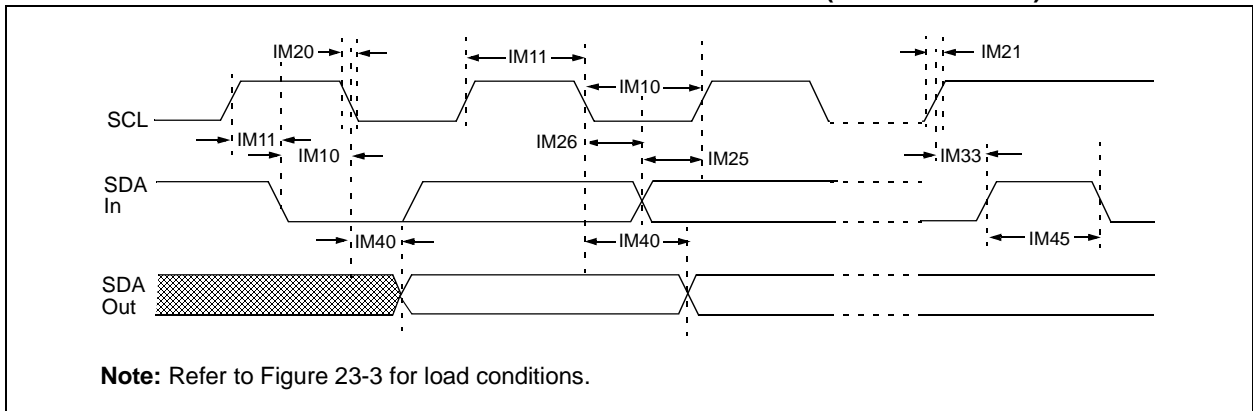 IM20
IM11
IM21
IM10
SCL
IM11
IM10
IM26
IM25
IM33
SDA
In
IM40
IM40
IM45
SDA
Out
Note: Refer to Figure 23-3 for load conditions.